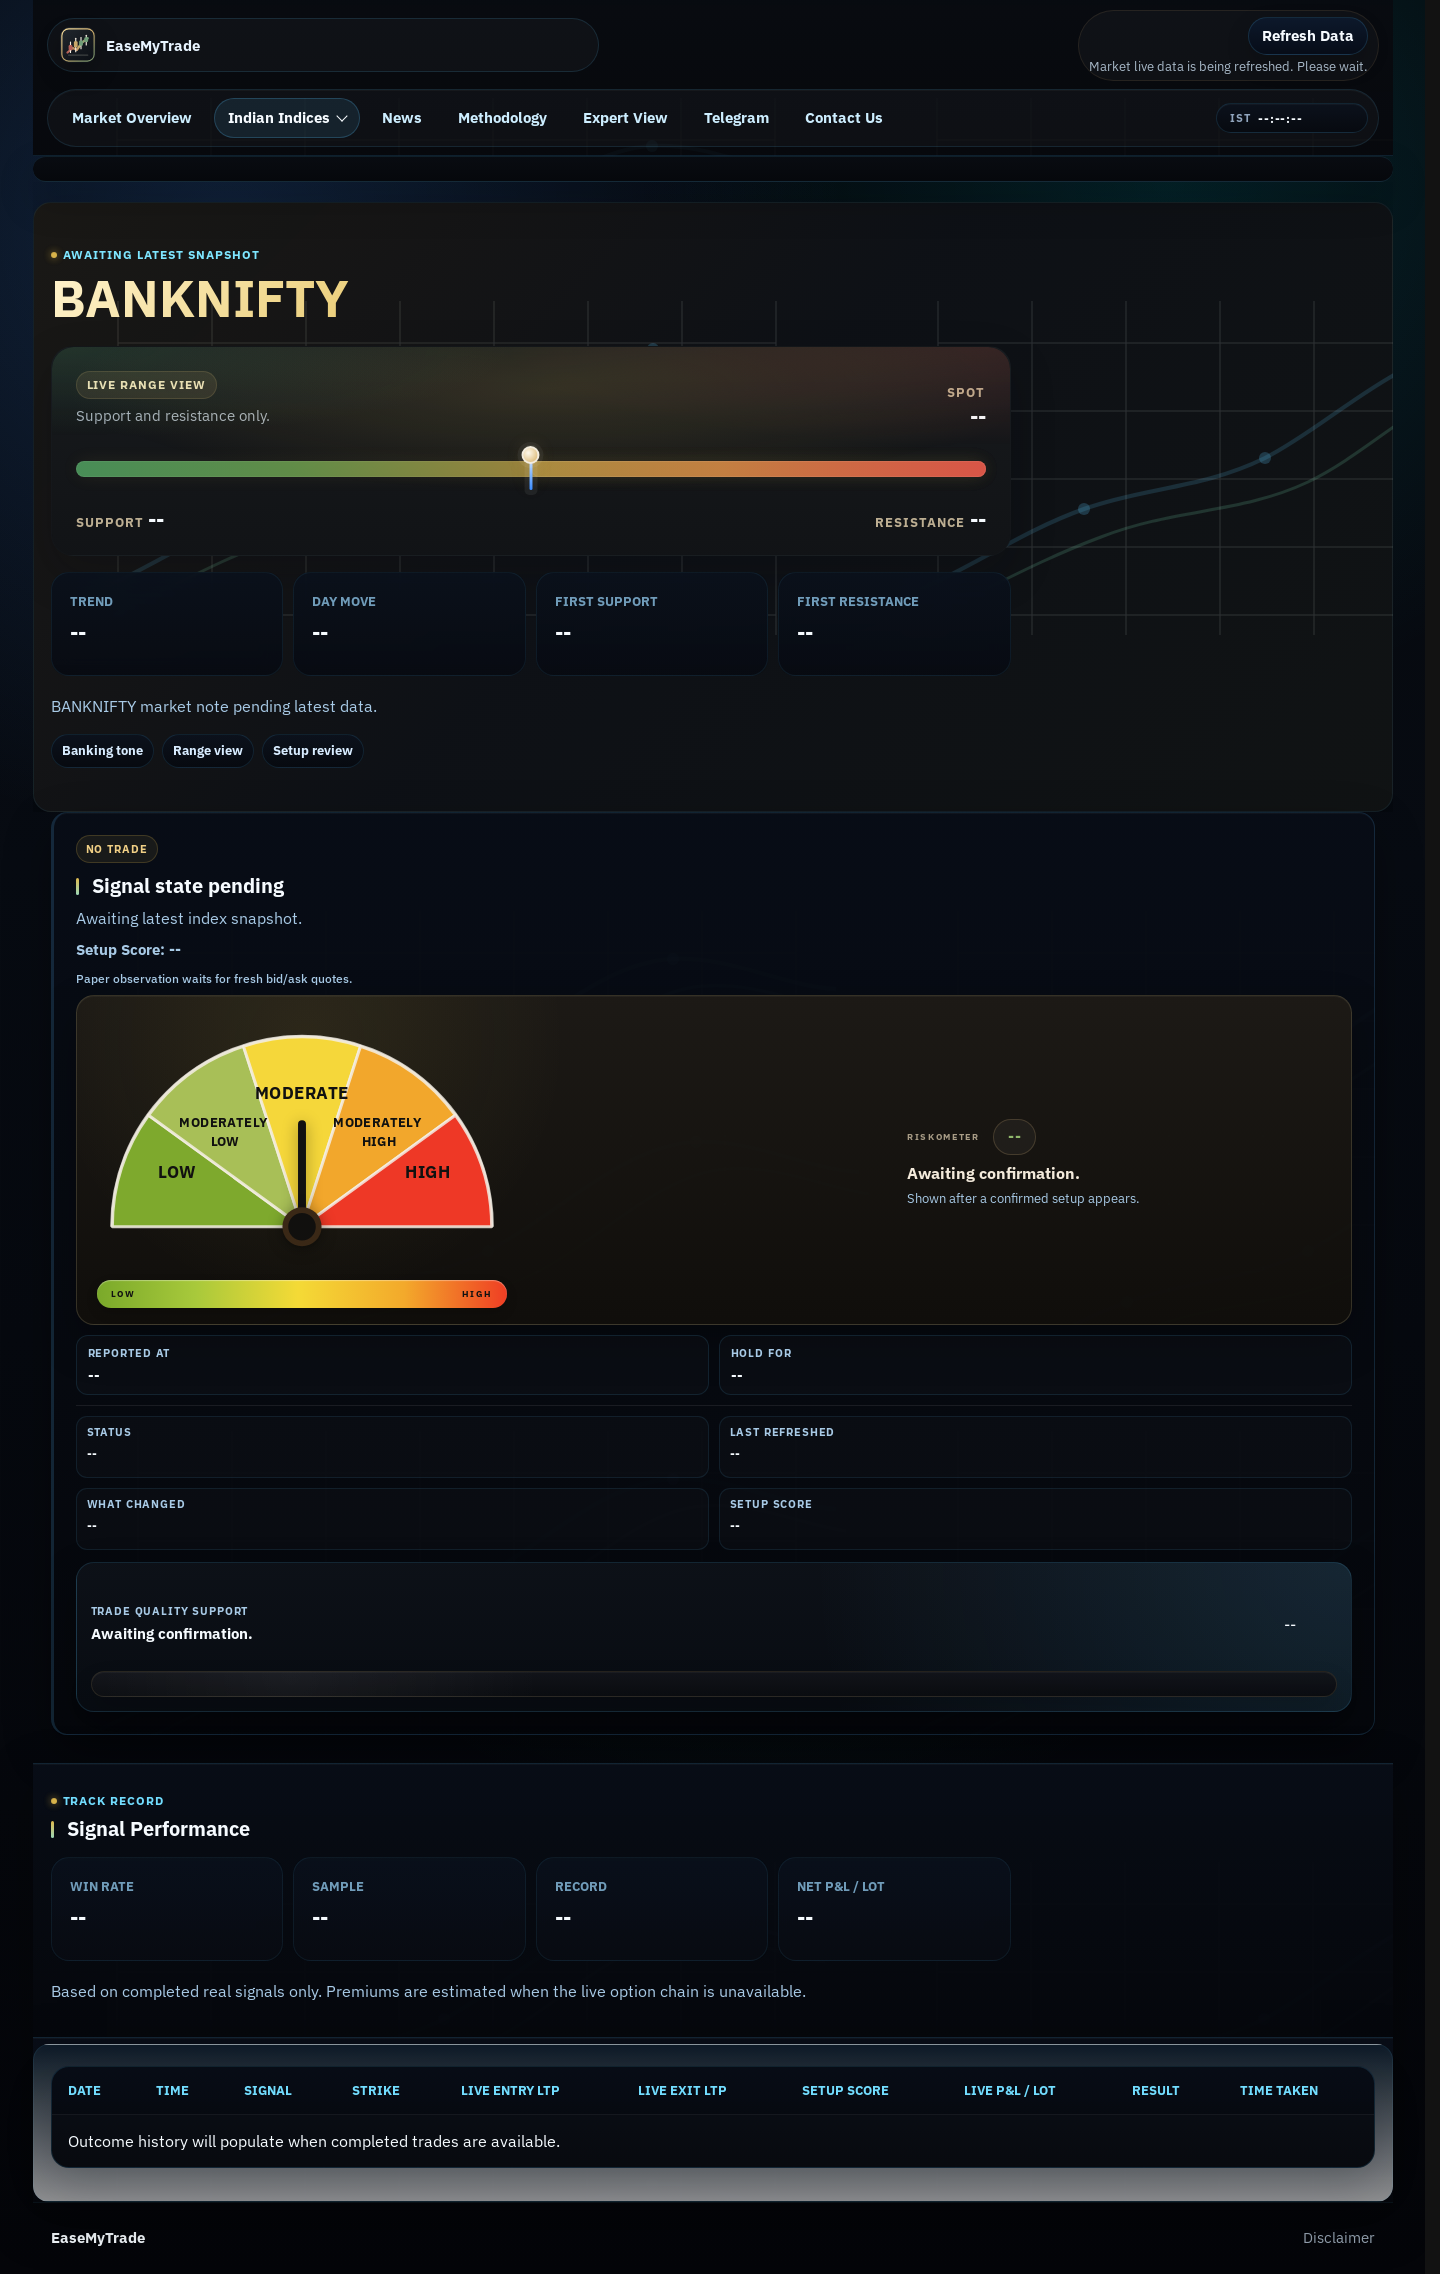 EaseMyTrade
Refresh Data
Market live data is being refreshed. Please wait.
Market Overview
Indian Indices
News
Methodology
Expert View
Telegram
Contact Us
IST --:--:--
AWAITING LATEST SNAPSHOT
BANKNIFTY
LIVE RANGE VIEW
Support and resistance only.
SPOT
--
SUPPORT --
RESISTANCE --
TREND
--
DAY MOVE
--
FIRST SUPPORT
--
FIRST RESISTANCE
--
BANKNIFTY market note pending latest data.
Banking tone
Range view
Setup review
NO TRADE
Signal state pending
Awaiting latest index snapshot.
Setup Score: --
Paper observation waits for fresh bid/ask quotes.
MODERATE
MODERATELY
LOW
MODERATELY
HIGH
LOW
HIGH
LOW
HIGH
RISKOMETER --
Awaiting confirmation.
Shown after a confirmed setup appears.
REPORTED AT
--
HOLD FOR
--
STATUS
--
LAST REFRESHED
--
WHAT CHANGED
--
SETUP SCORE
--
TRADE QUALITY SUPPORT
Awaiting confirmation.
--
TRACK RECORD
Signal Performance
WIN RATE
--
SAMPLE
--
RECORD
--
NET P&L / LOT
--
Based on completed real signals only. Premiums are estimated when the live option chain is unavailable.
DATE TIME SIGNAL STRIKE LIVE ENTRY LTP LIVE EXIT LTP SETUP SCORE LIVE P&L / LOT RESULT TIME TAKEN
Outcome history will populate when completed trades are available.
EaseMyTrade
Disclaimer